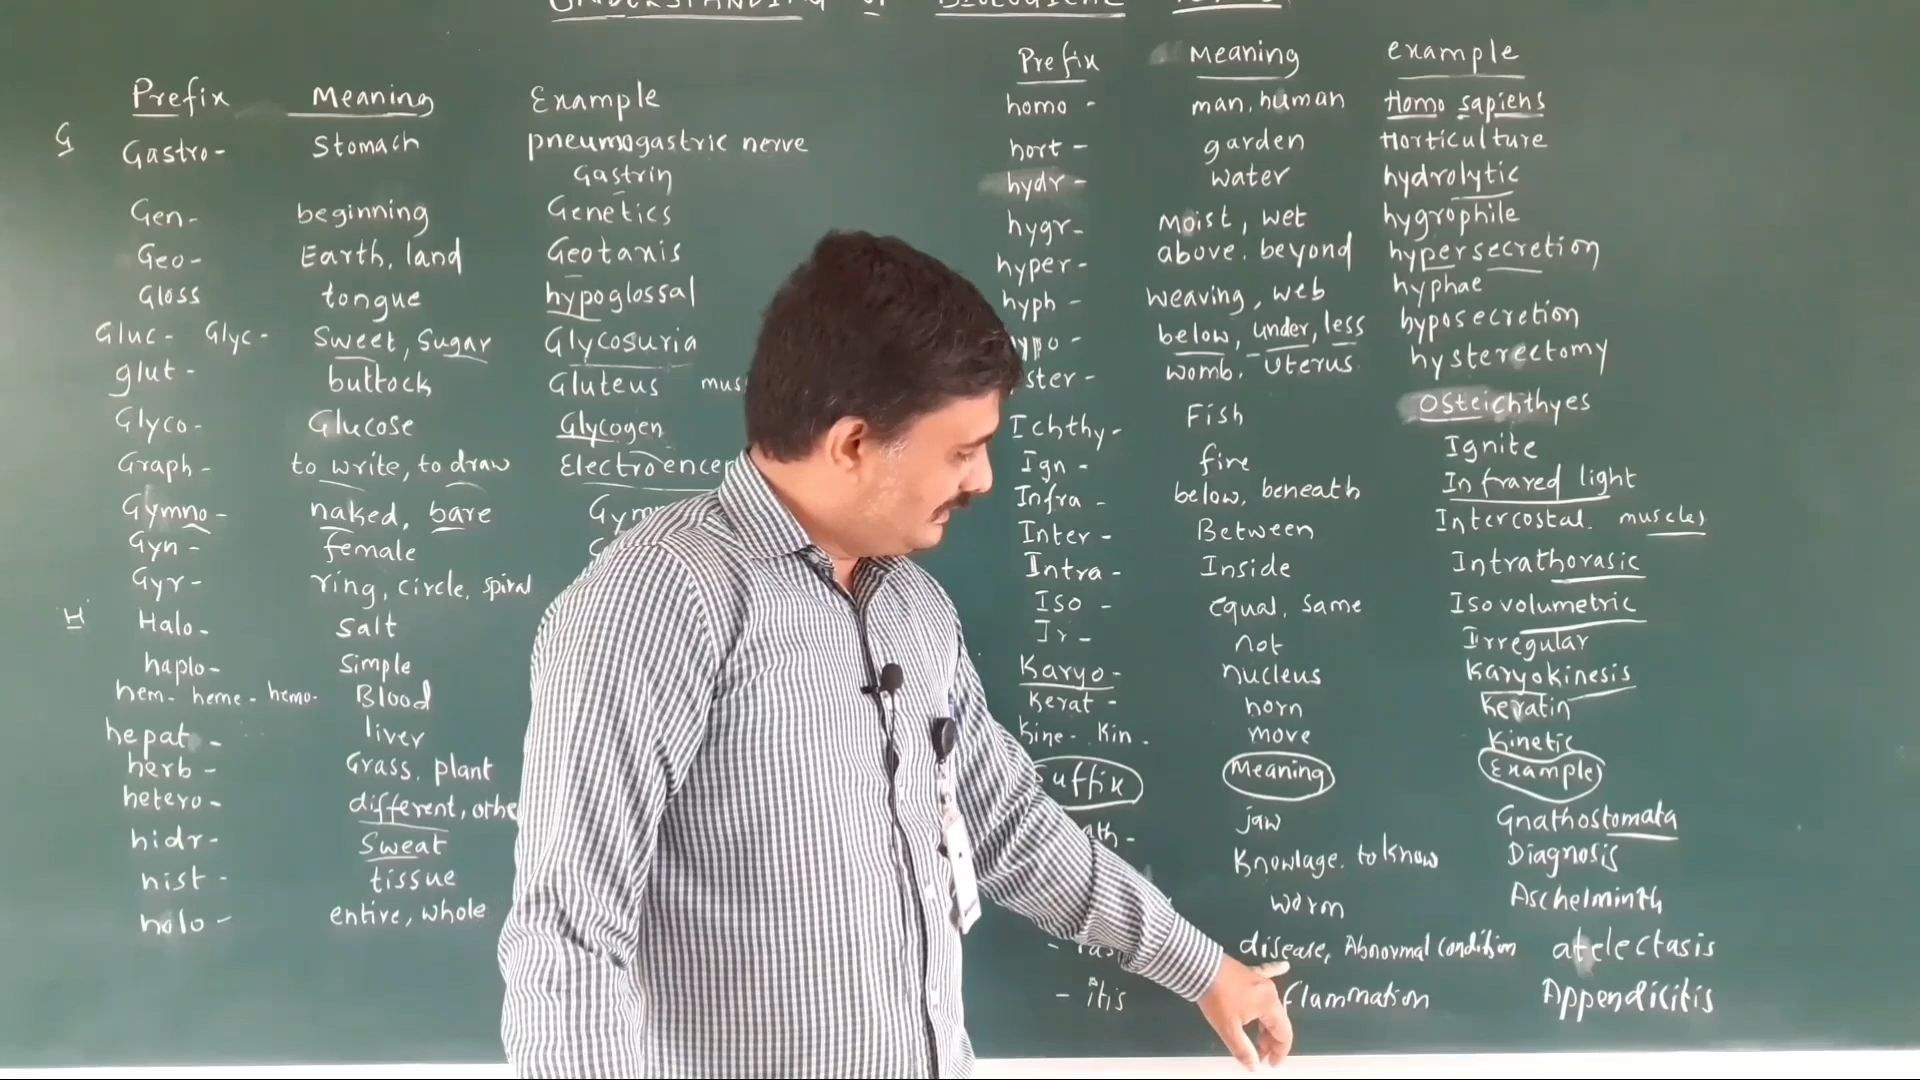 UNDERSTANDING OF BIOLOGICAL
Prefix Meaning Example
G Gastro- Stomach pneumogastric nerve
Gastrin
Gen- beginning Genetics
Geo- Earth, land Geotaxis
Gloss tongue hypoglossal
Gluc- Glyc- Sweet, Sugar Glycosuria
glut- buttock Gluteus
Glyco- Glucose Glycogen
Graph- to write, to draw
Gymno- naked, bare
Gyn- female
Gyr- ring, circle, spiral
H Halo- Salt
haplo- Simple
hem- heme- hemo- Blood
hepat- liver
herb- Grass, plant
hetero- different,
hidr- Sweat
hist- tissue
holo- entire, whole
Prefix Meaning example
homo- man, human Homo sapiens
hort- garden Horticulture
hydr- water hydrolytic
hygr- Moist, wet hygrophile
hyper- above, beyond hypersecretion
hyph- weaving, web hyphae
below, under, less hyposecretion
womb, Uterus hysterectomy
Ichthy- Fish Osteichthyes
Ign- fire Ignite
Infra- below, beneath Infrared light
Inter- Between Intercostal muscles
Intra- Inside Intrathorasic
Iso- equal, same Isovolumetric
Ir- not Irregular
Karyo- nucleus Karyokinesis
Kerat- horn Keratin
Kine- Kin- move Kinetic
Suffix Meaning Example
jaw Gnathostomata
Knowlage, to know Diagnosis
worm Aschelminth
disease, Abnormal condition atelectasis
-itis flammation Appendicitis